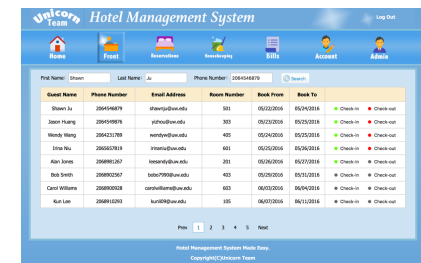 Unicorn Team
Hotel Management System
Log Out
Home Front Reservations Housekeeping Bills Account Admin
First Name: Shawn Last Name: Ju Phone Number: 2064546879 Search
Guest Name Phone Number Email Address Room Number Book From Book To
Shawn Ju 2064546879 shawnju@uw.edu 501 05/22/2016 05/24/2016 Check-in Check-out
Jason Huang 2064549876 yizhou@uw.edu 303 05/23/2016 05/25/2016 Check-in Check-out
Wendy Wang 2064231789 wendyw@uw.edu 405 05/24/2016 05/25/2016 Check-in Check-out
Irina Niu 2065657819 irinaniu@uw.edu 601 05/25/2016 05/26/2016 Check-in Check-out
Alan Jones 2068981267 leesandy@uw.edu 201 05/26/2016 05/27/2016 Check-in Check-out
Bob Smith 2068902567 bobo7990@uw.edu 403 05/29/2016 05/31/2016 Check-in Check-out
Carol Williams 2068900928 carolwilliams@uw.edu 603 06/03/2016 06/04/2016 Check-in Check-out
Kun Lee 2068910293 kunli09@uw.edu 105 06/07/2016 06/11/2016 Check-in Check-out
Prev 1 2 3 4 5 Next
Hotel Management System Made Easy.
Copyright(C)Unicorn Team